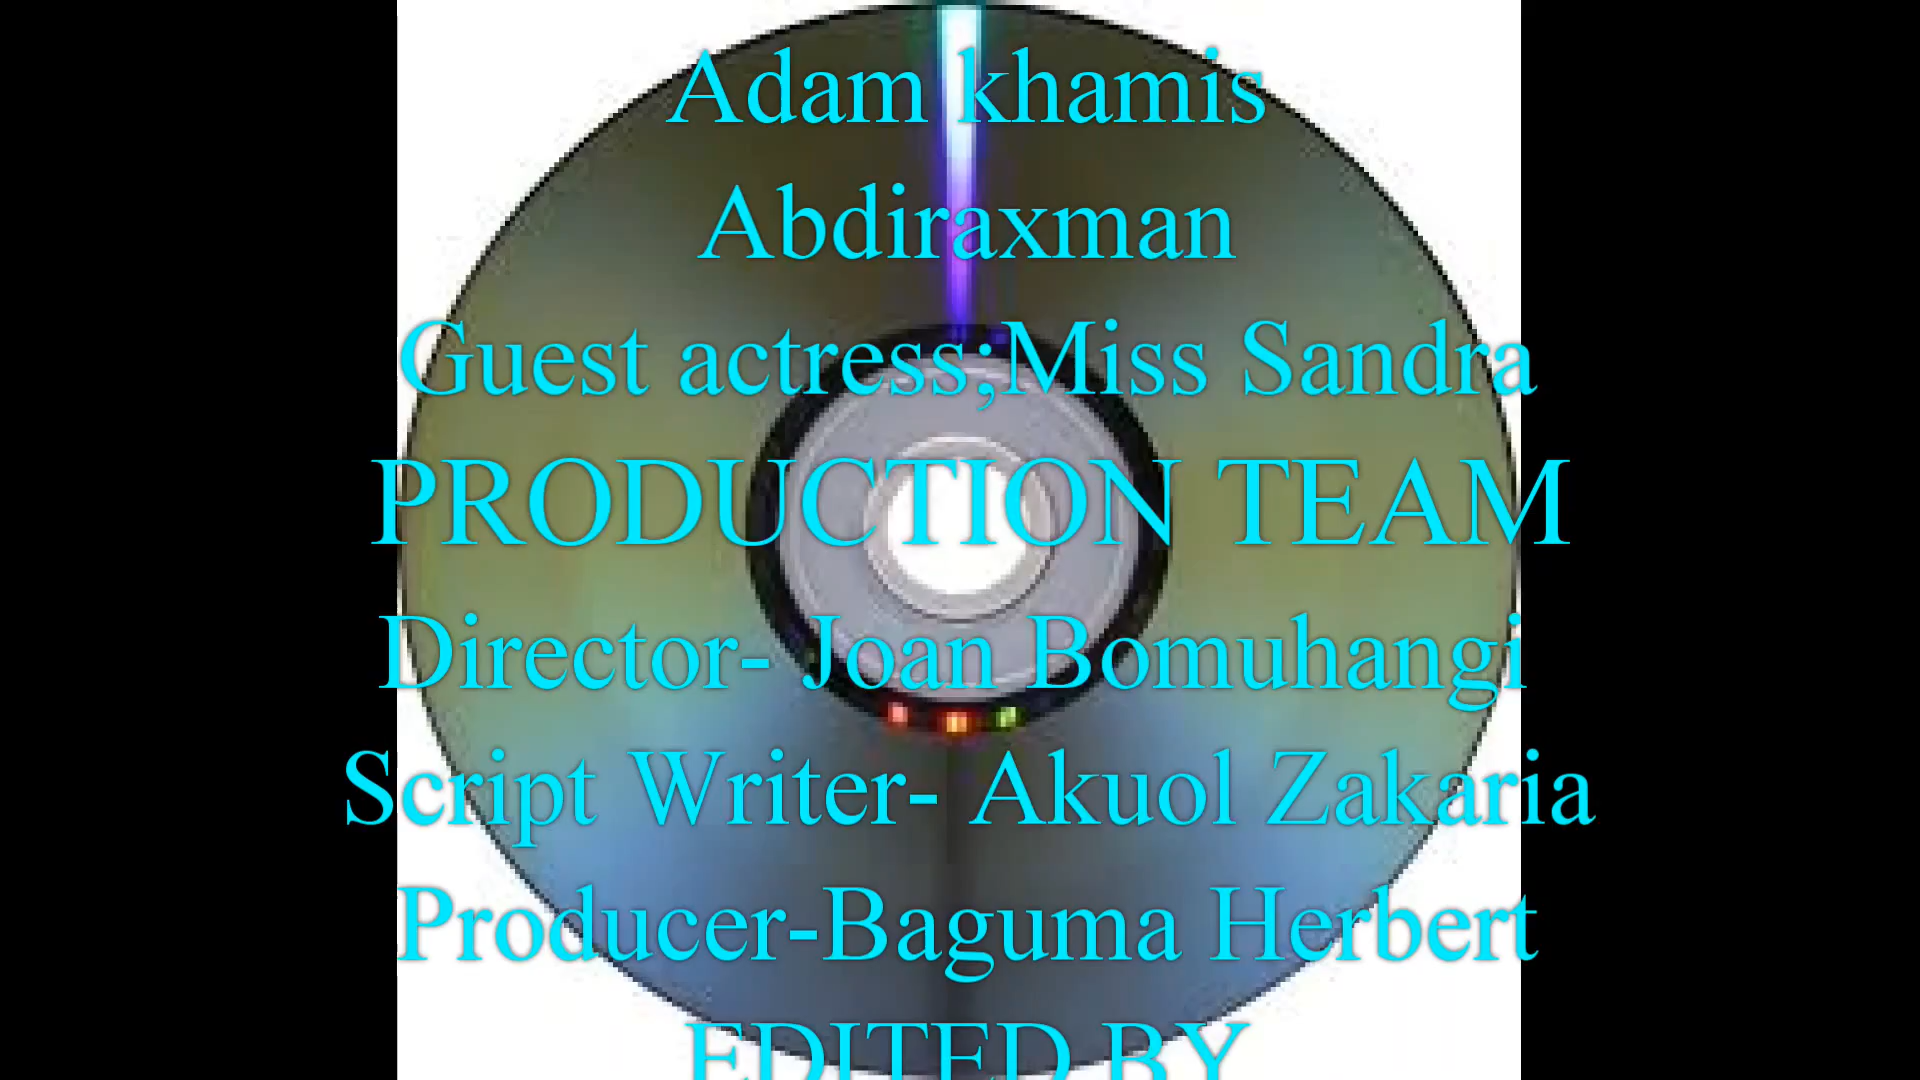 Adam khamis
Abdiraxman
Guest actress;Miss Sandra
PRODUCTION TEAM
Director- Joan Bomuhangi
Script Writer- Akuol Zakaria
Producer-Baguma Herbert
EDITED BY